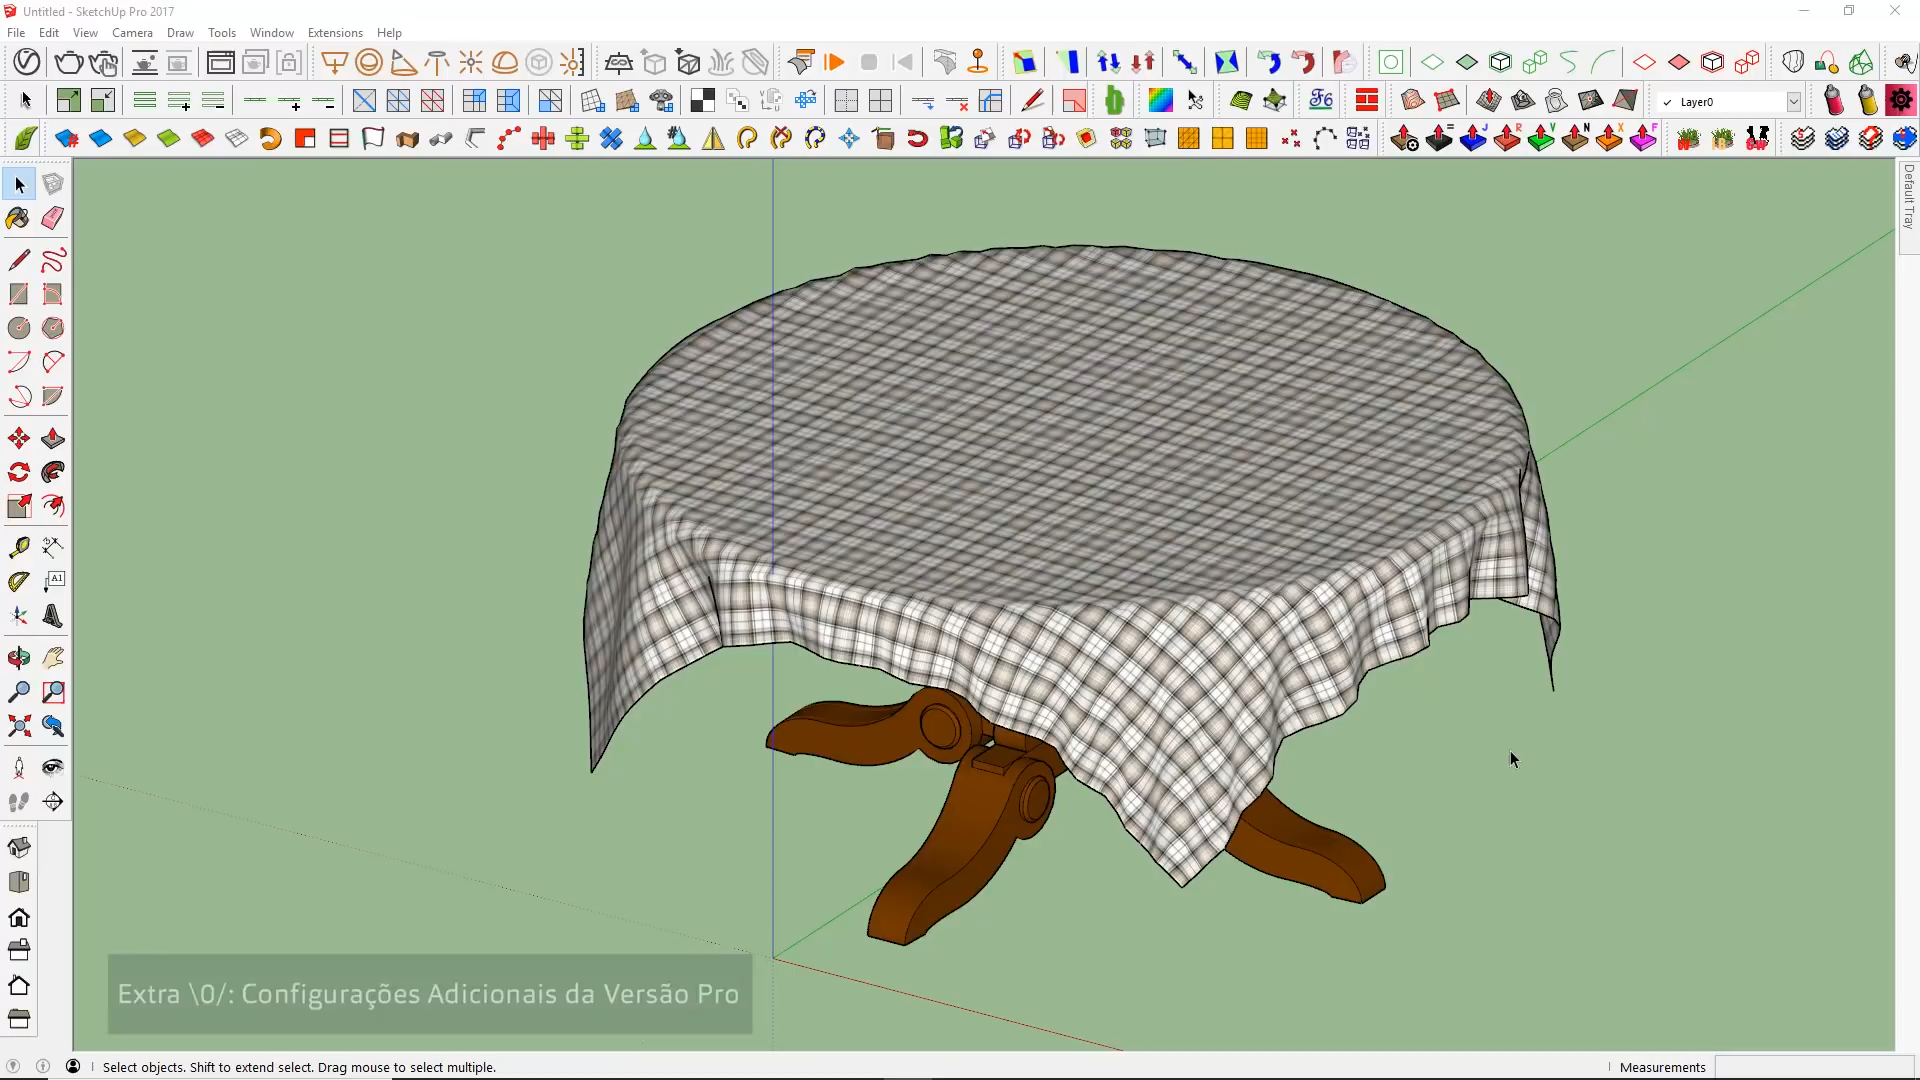 Untitled - SketchUp Pro 2017
File Edit View Camera Draw Tools Window Extensions Help
Layer0
Default Tray
Extra \0/: Configurações Adicionais da Versão Pro
Select objects. Shift to extend select. Drag mouse to select multiple.
Measurements